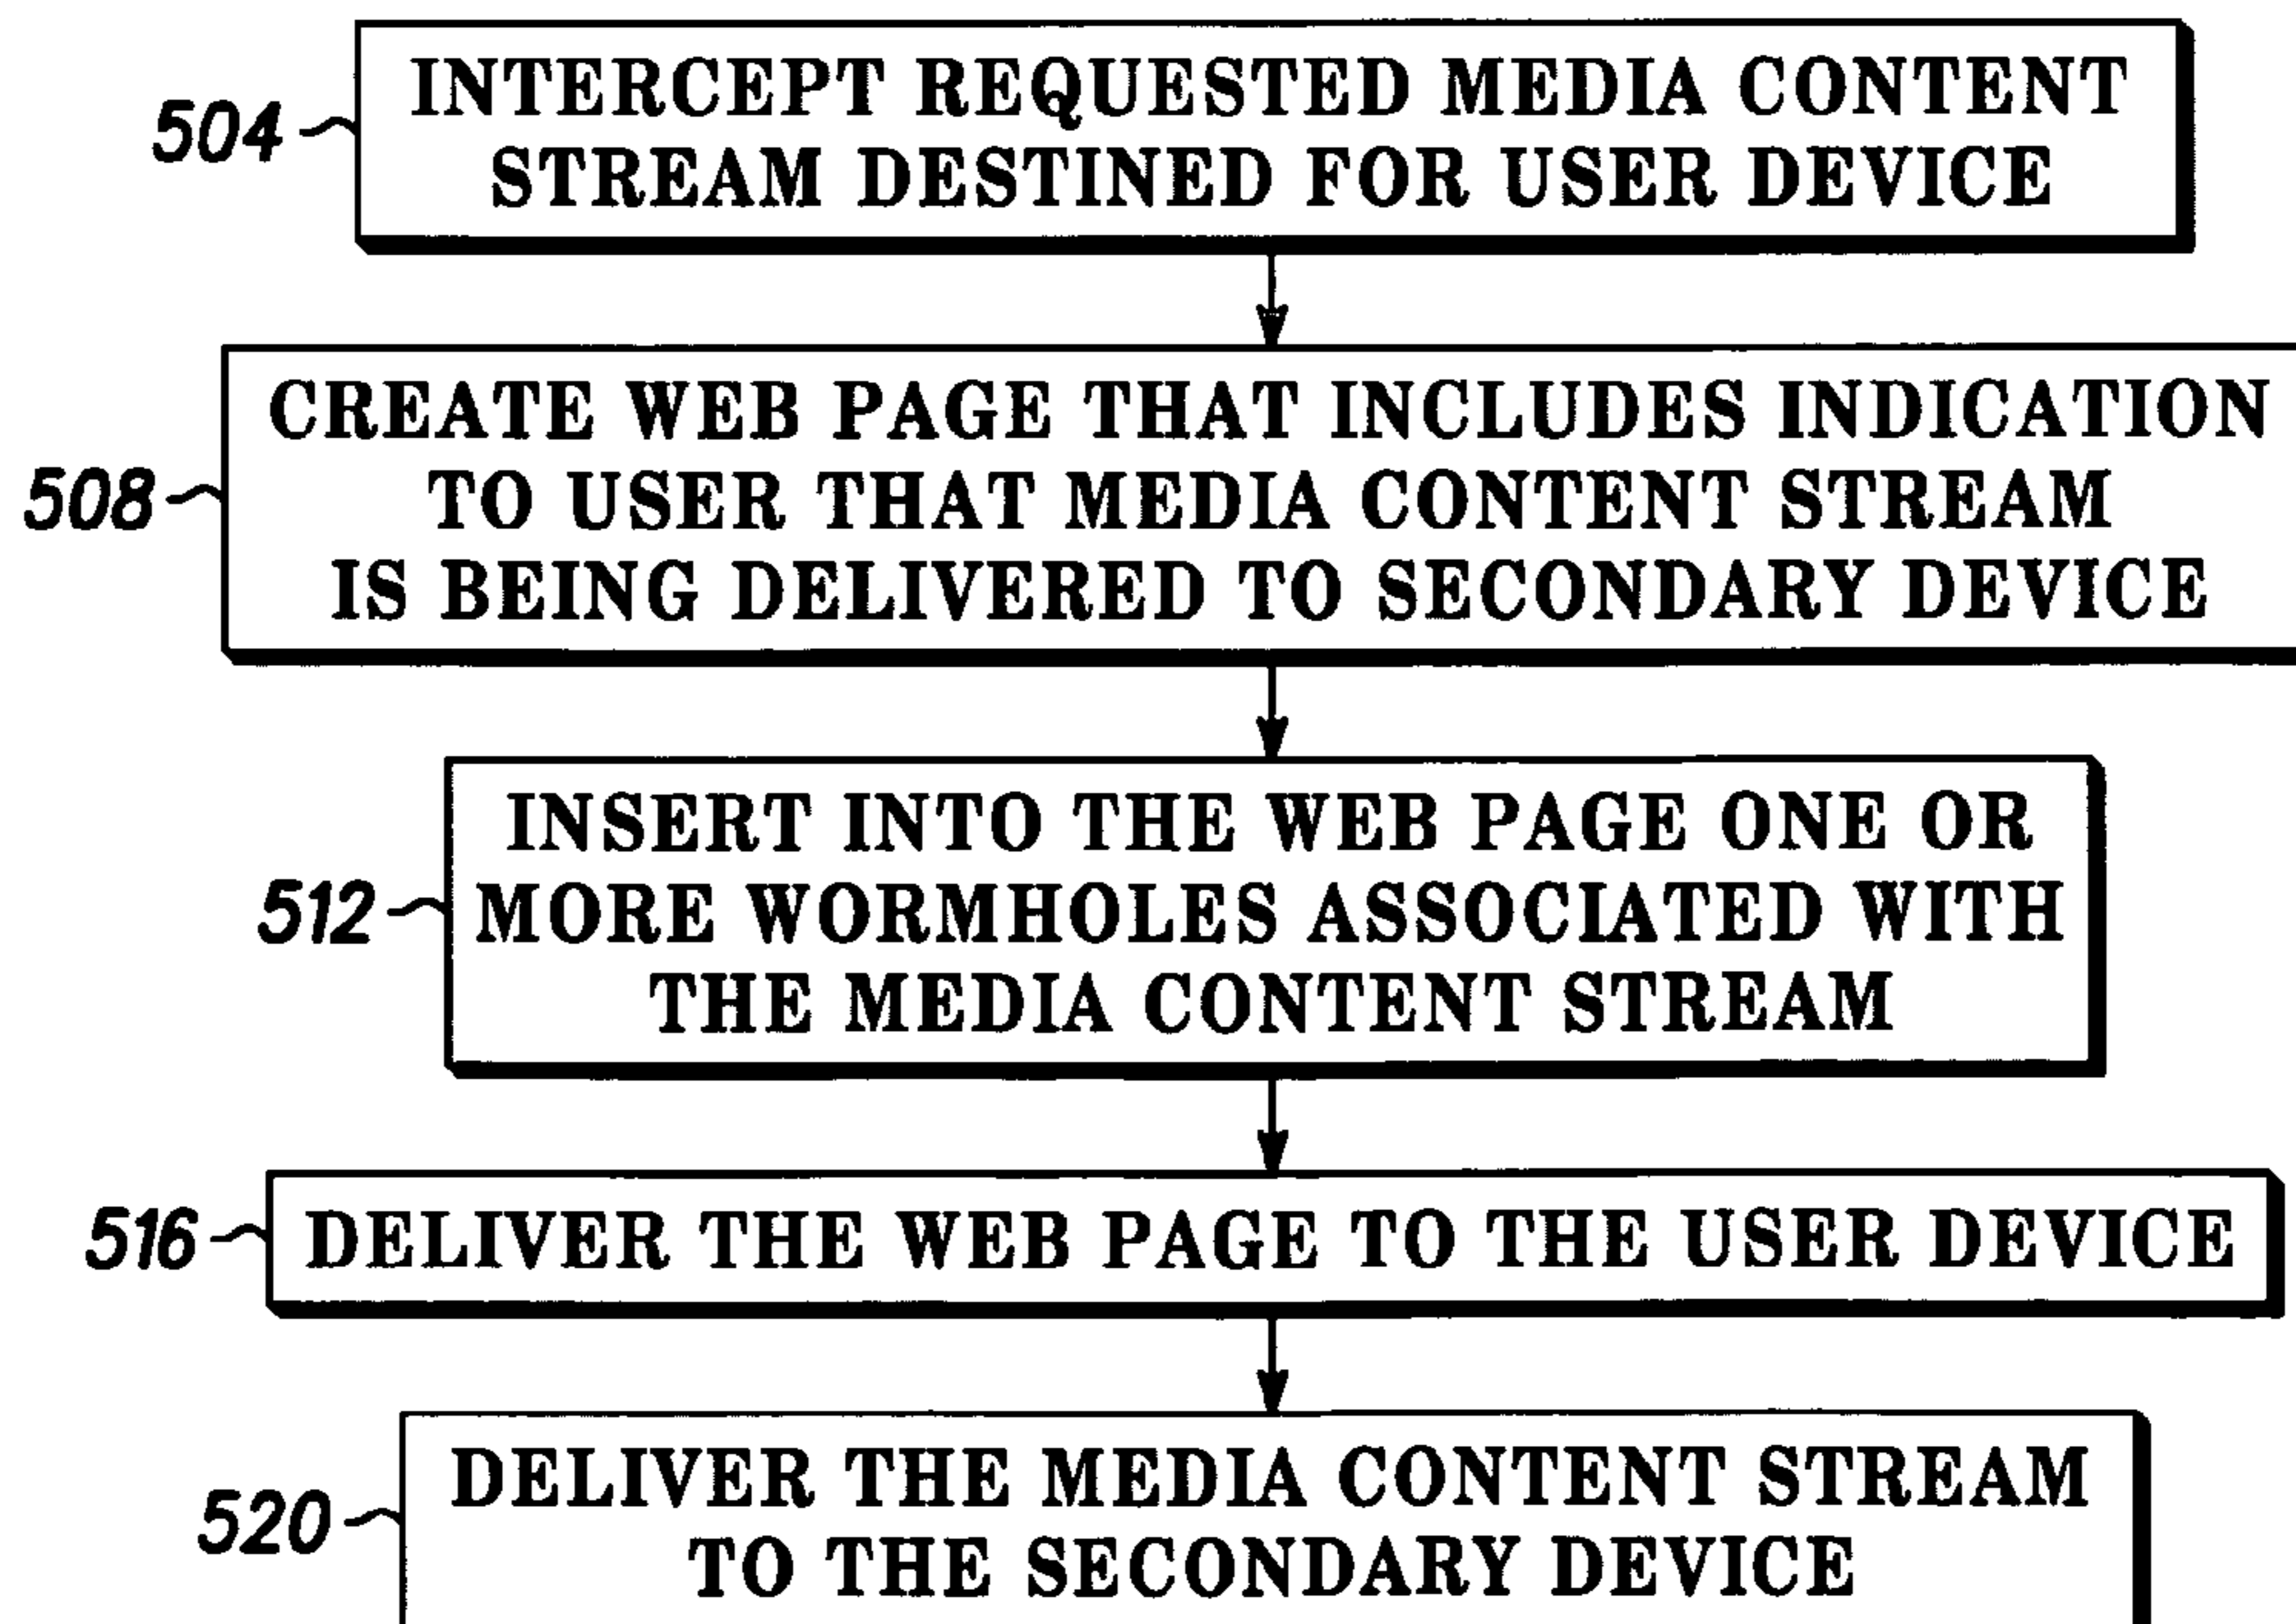 504
INTERCEPT REQUESTED MEDIA CONTENT
STREAM DESTINED FOR USER DEVICE
508
CREATE WEB PAGE THAT INCLUDES INDICATION
TO USER THAT MEDIA CONTENT STREAM
IS BEING DELIVERED TO SECONDARY DEVICE
512
INSERT INTO THE WEB PAGE ONE OR
MORE WORMHOLES ASSOCIATED WITH
THE MEDIA CONTENT STREAM
516
DELIVER THE WEB PAGE TO THE USER DEVICE
520
DELIVER THE MEDIA CONTENT STREAM
TO THE SECONDARY DEVICE